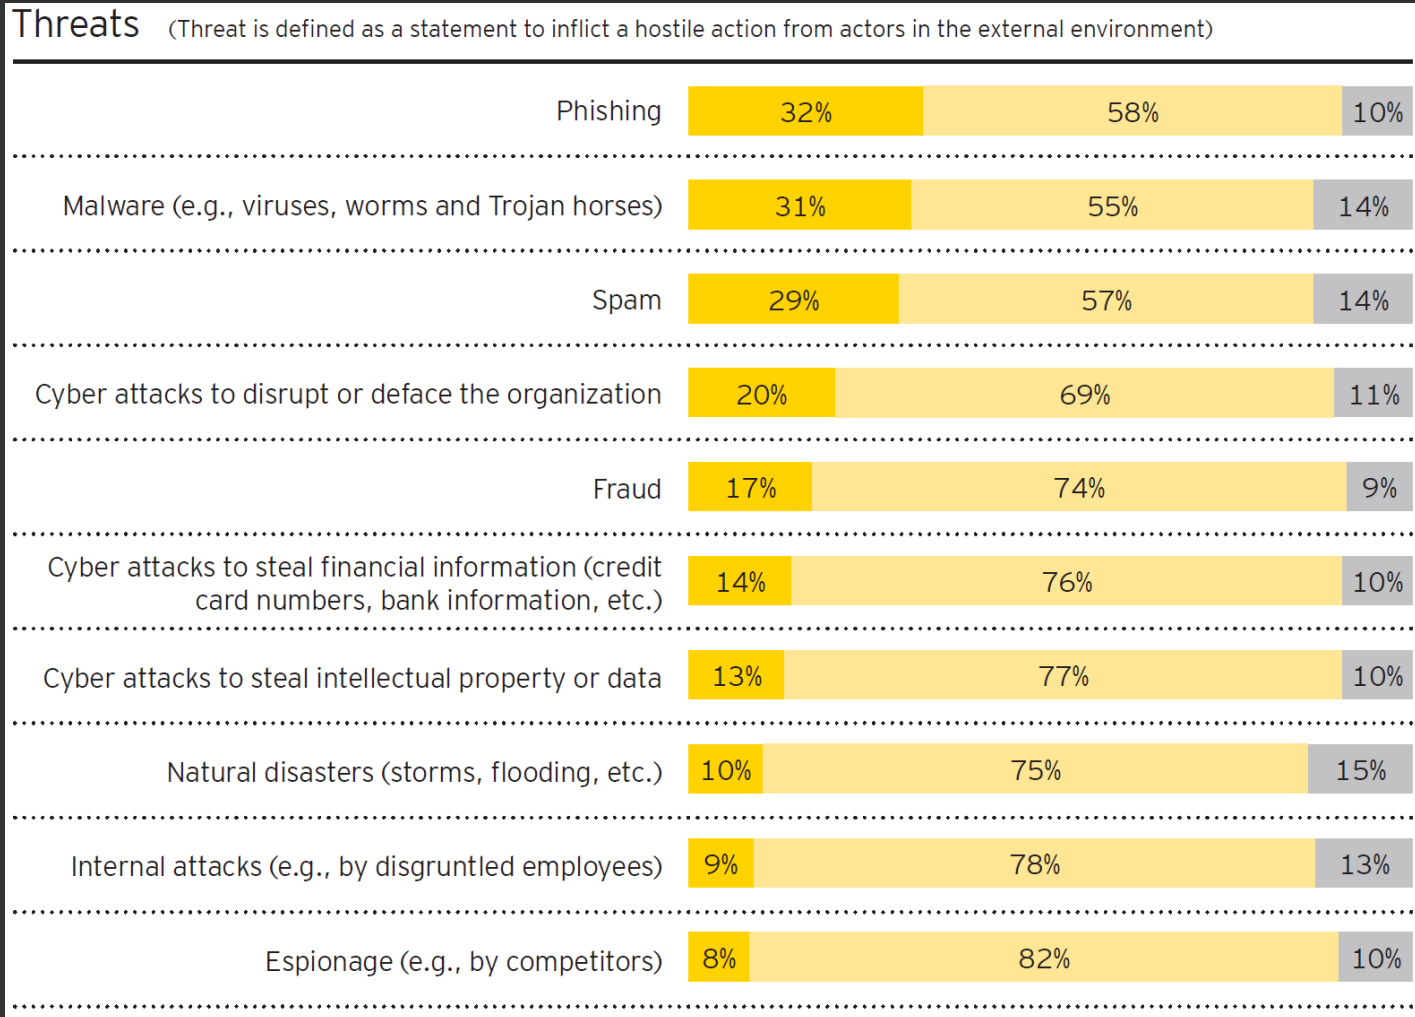 Threats (Threat is defined as a statement to inflict a hostile action from actors in the external environment)
Phishing 32% 58% 10%
Malware (e.g., viruses, worms and Trojan horses) 31% 55% 14%
Spam 29% 57% 14%
Cyber attacks to disrupt or deface the organization 20% 69% 11%
Fraud 17% 74% 9%
Cyber attacks to steal financial information (credit
card numbers, bank information, etc.) 14% 76% 10%
Cyber attacks to steal intellectual property or data 13% 77% 10%
Natural disasters (storms, flooding, etc.) 10% 75% 15%
Internal attacks (e.g., by disgruntled employees) 9% 78% 13%
Espionage (e.g., by competitors) 8% 82% 10%